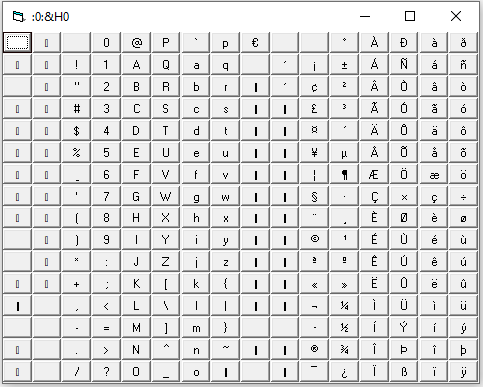 :0:&H0
0 @ P ` p € ° À Ð à ð
! 1 A Q a q ´ ¡ ± Á Ñ á ñ
" 2 B R b r ´ ¢ ² Â Ò â ò
# 3 C S c s £ ³ Ã Ó ã ó
$ 4 D T d t ¤ ´ Ä Ô ä ô
% 5 E U e u ¥ µ Å Õ å õ
_ 6 F V f v ¦ ¶ Æ Ö æ ö
' 7 G W g w § · Ç × ç ÷
( 8 H X h x ¨ ¸ È Ø è ø
) 9 I Y i y © ¹ É Ù é ù
* : J Z j z ª º Ê Ú ê ú
+ ; K [ k { « » Ë Û ë û
, < L \ l | ¬ ¼ Ì Ü ì ü
- = M ] m } - ½ Í Ý í ý
. > N ^ n ~ ® ¾ Î Þ î þ
/ ? O _ o ¯ ¿ Ï ß ï ÿ